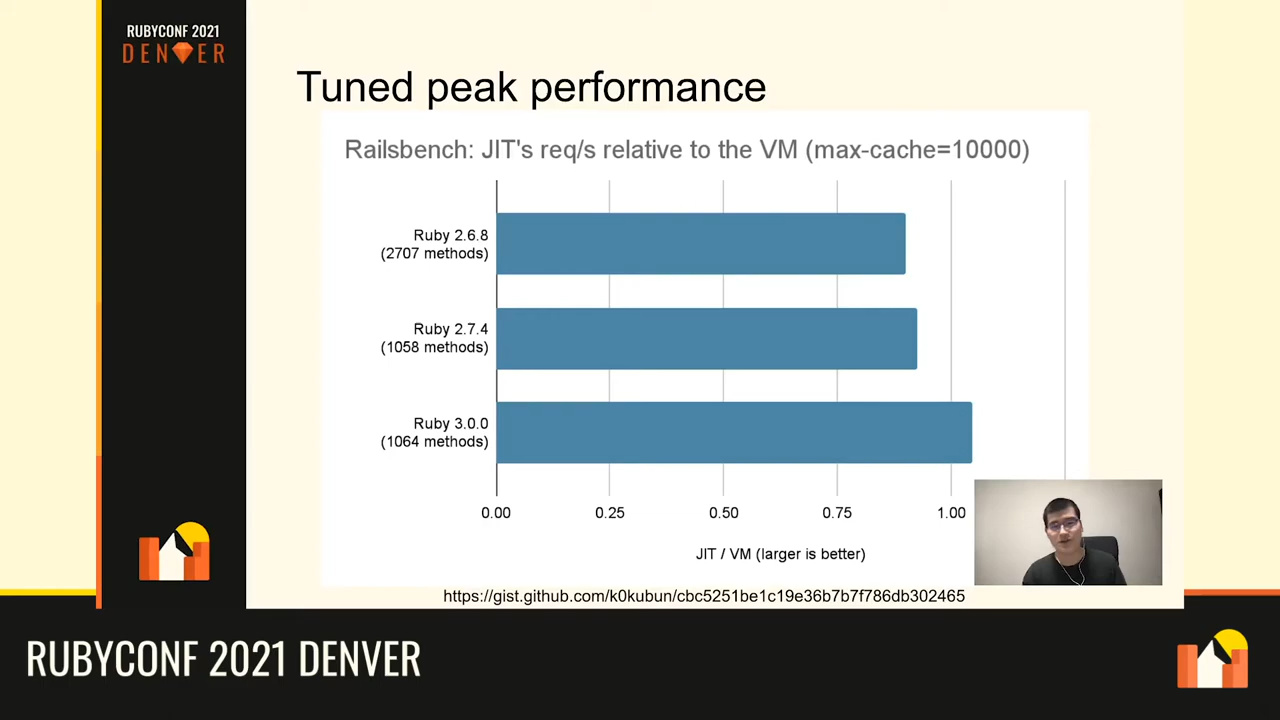 RUBYCONF 2021
DENVER
Tuned peak performance
Railsbench: JIT's req/s relative to the VM (max-cache=10000)
Ruby 2.6.8
(2707 methods)
Ruby 2.7.4
(1058 methods)
Ruby 3.0.0
(1064 methods)
0.00 0.25 0.50 0.75 1.00
JIT / VM (larger is better)
https://gist.github.com/k0kubun/cbc5251be1c19e36b7b7f786db302465
RUBYCONF 2021 DENVER